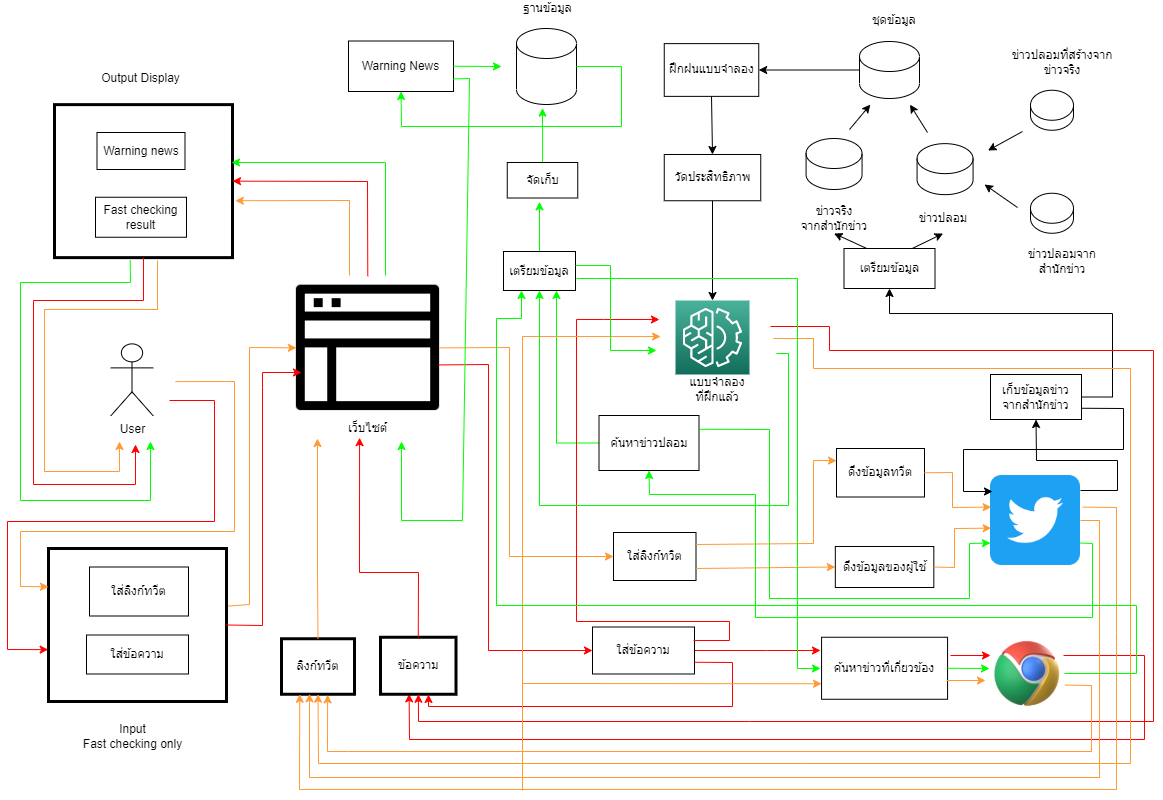 ฐานข้อมูล
ชุดข้อมูล
Output Display
Warning News
ฝึกฝนแบบจำลอง
ข่าวปลอมที่สร้างจาก
ข่าวจริง
Warning news
Fast checking
result
จัดเก็บ
วัดประสิทธิภาพ
ข่าวจริง
จากสำนักข่าว
ข่าวปลอม
ข่าวปลอมจาก
สำนักข่าว
เตรียมข้อมูล
เตรียมข้อมูล
แบบจำลอง
ที่ฝึกแล้ว
เก็บข้อมูลข่าว
จากสำนักข่าว
User
เว็บไซต์
ค้นหาข่าวปลอม
ดึงข้อมูลทวีต
ใส่ลิงก์ทวิต
ดึงข้อมูลของผู้ใช้
ใส่ลิงก์ทวีต
ใส่ข้อความ
ลิงก์ทวีต
ข้อความ
ใส่ข้อความ
ค้นหาข่าวที่เกี่ยวข้อง
Input
Fast checking only